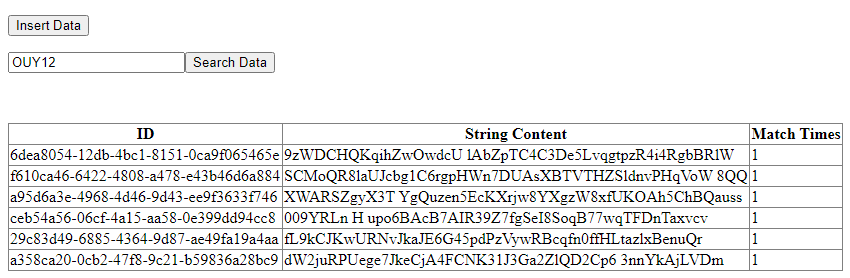 Insert Data
OUY12 Search Data
ID String Content Match Times
6dea8054-12db-4bc1-8151-0ca9f065465e 9zWDCHQKqihZwOwdcU lAbZpTC4C3De5LvqgtpzR4i4RgbBRlW 1
f610ca46-6422-4808-a478-e43b46d6a884 SCMoQR8laUJcbg1C6rgpHWn7DUAsXBTVTHZSldnvPHqVoW 8QQ 1
a95d6a3e-4968-4d46-9d43-ee9f3633f746 XWARSZgyX3T YgQuzen5EcKXrjw8YXgzW8xfUKOAh5ChBQauss 1
ceb54a56-06cf-4a15-aa58-0e399dd94cc8 009YRLn H upo6BAcB7AIR39Z7fgSeI8SoqB77wqTFDnTaxvcv 1
29c83d49-6885-4364-9d87-ae49fa19a4aa fL9kCJKwURNvJkaJE6G45pdPzVywRBcqfn0ffHLtazlxBenuQr 1
a358ca20-0cb2-47f8-9c21-b59836a28bc9 dW2juRPUege7JkeCjA4FCNK31J3Ga2ZlQD2Cp6 3nnYkAjLVDm 1